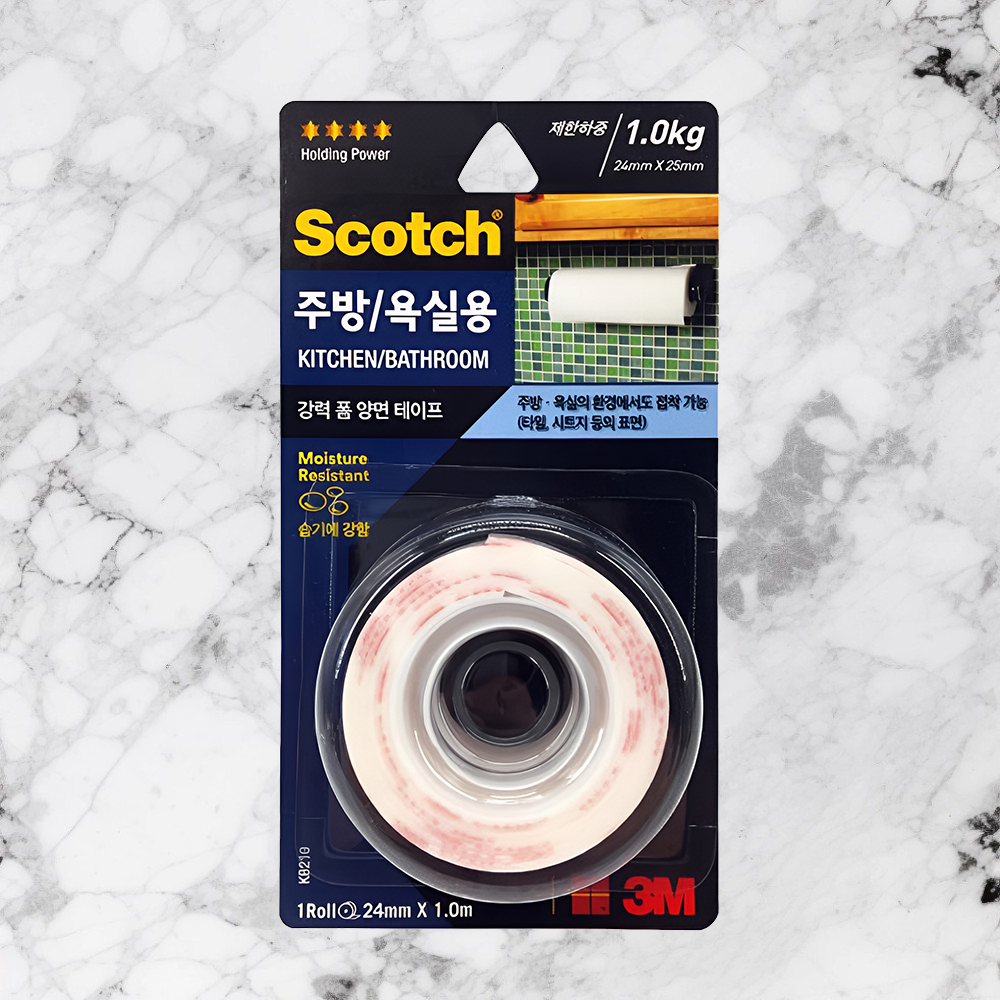 Holding Power
제한하중 1.0kg
24mm X 25mm
Scotch®
주방/욕실용
KITCHEN/BATHROOM
강력 폼 양면 테이프
주방 · 욕실의 환경에서도 접착 가능
(타일, 시트지 등의 표면)
Moisture
Resistant
습기에 강함
KB210
1Roll 24mm X 1.0m
3M